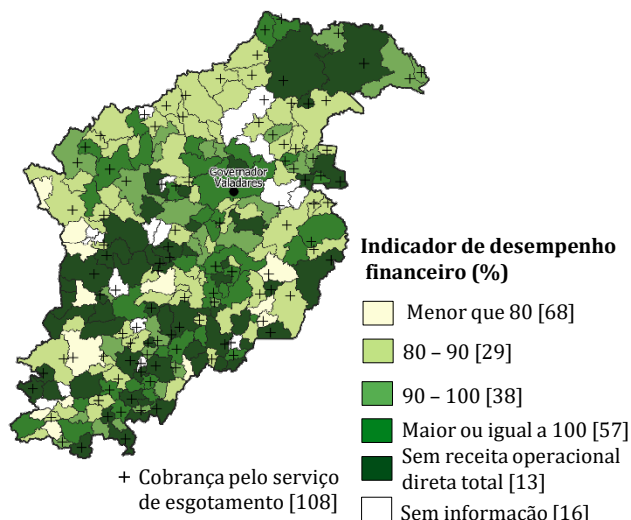 Governador
Valadares
Indicador de desempenho
financeiro (%)
Menor que 80 [68]
80 – 90 [29]
90 – 100 [38]
Maior ou igual a 100 [57]
Sem receita operacional
direta total [13]
Sem informação [16]
+ Cobrança pelo serviço
de esgotamento [108]